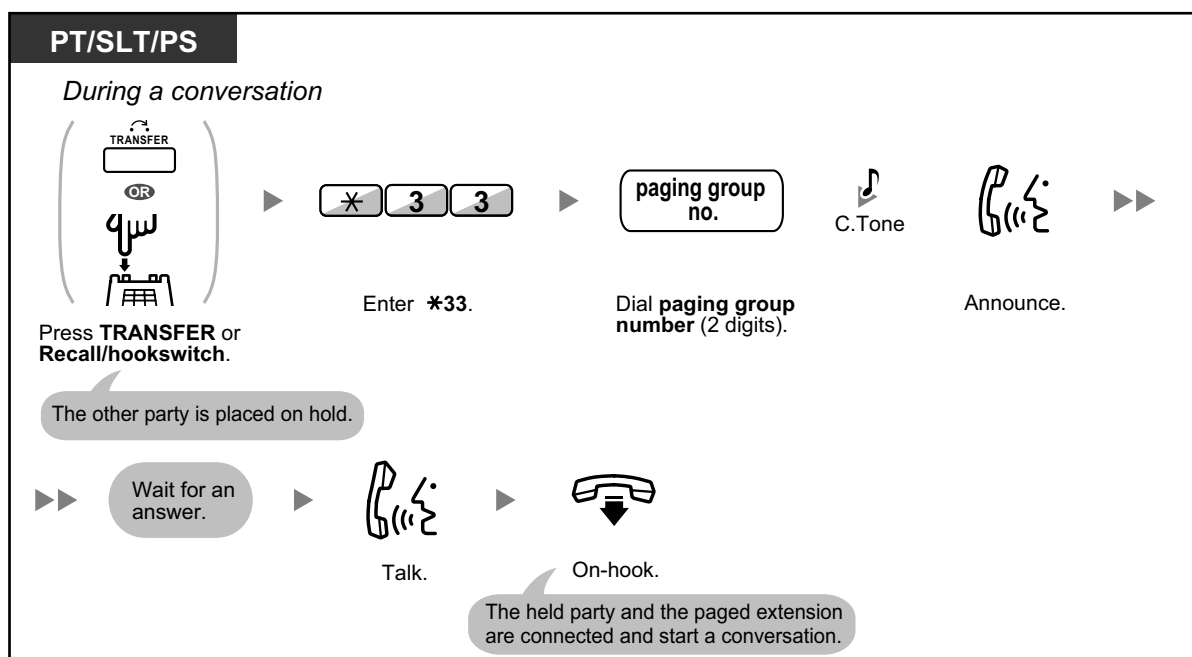 PT/SLT/PS
During a conversation
TRANSFER
OR
Press TRANSFER or
Recall/hookswitch.
The other party is placed on hold.
* 3 3
Enter *33.
paging group
no.
Dial paging group
number (2 digits).
C.Tone
Announce.
Wait for an
answer.
Talk.
On-hook.
The held party and the paged extension
are connected and start a conversation.